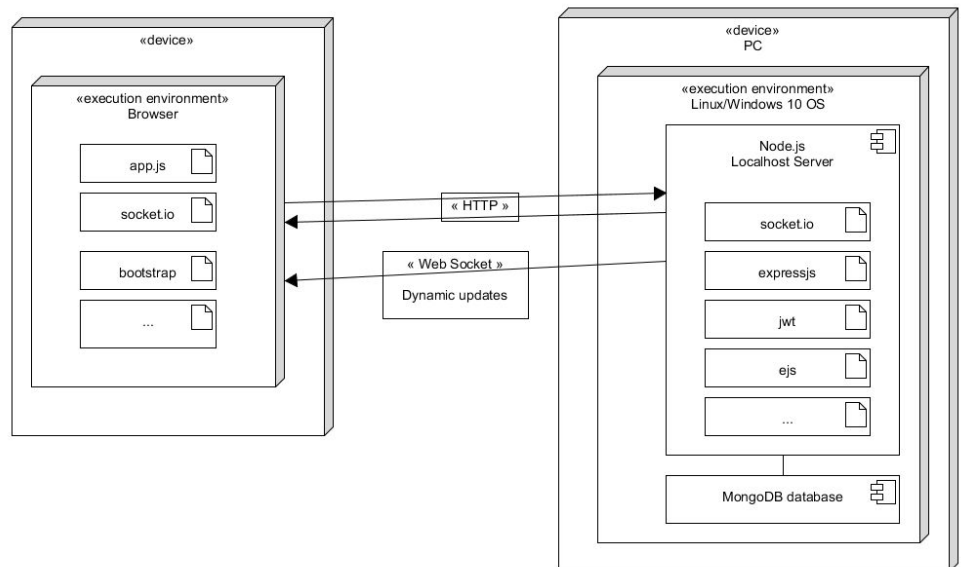 «device»
«execution environment»
Browser
app.js
socket.io
bootstrap
...
« HTTP »
« Web Socket »
Dynamic updates
«device»
PC
«execution environment»
Linux/Windows 10 OS
Node.js
Localhost Server
socket.io
expressjs
jwt
ejs
...
MongoDB database